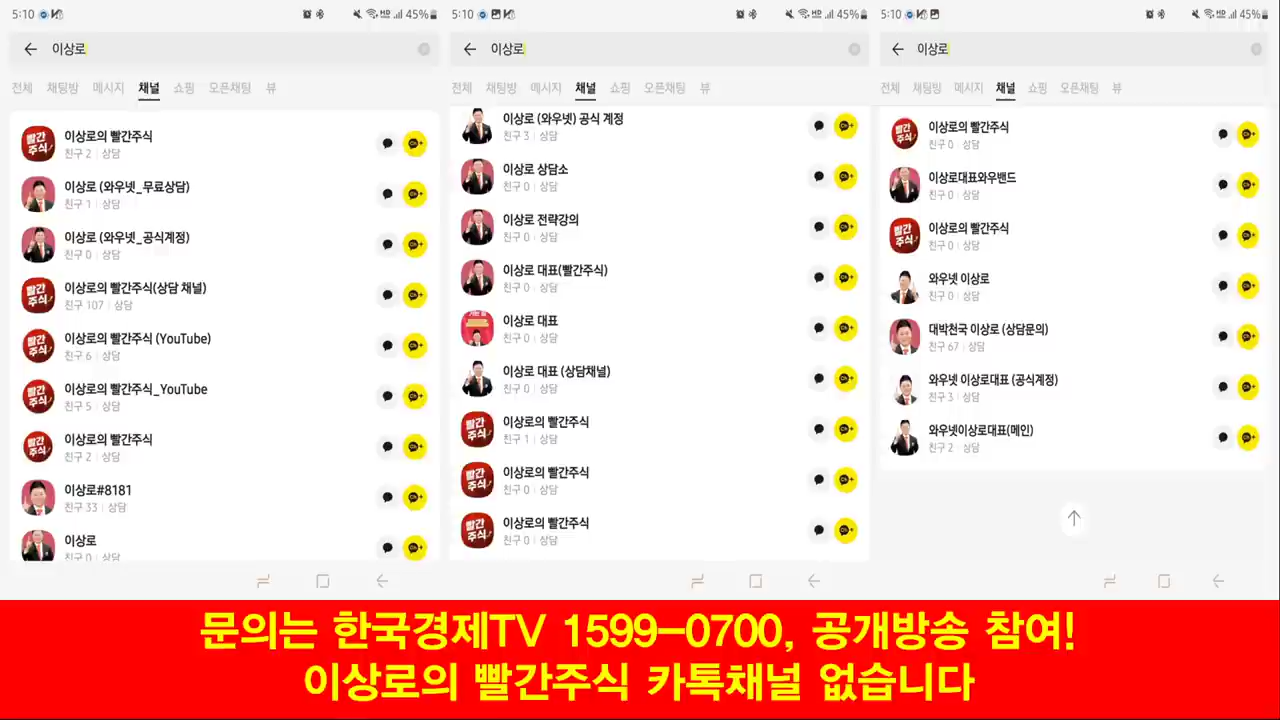 5:10
45%
이상로
전체 채팅방 메시지 채널 쇼핑 오픈채팅 뷰
이상로의 빨간주식
친구 2 | 상담
이상로 (와우넷_무료상담)
친구 1 | 상담
이상로 (와우넷_공식계정)
친구 0 | 상담
이상로의 빨간주식(상담 채널)
친구 107 | 상담
이상로의 빨간주식 (YouTube)
친구 6 | 상담
이상로의 빨간주식_YouTube
친구 5 | 상담
이상로의 빨간주식
친구 2 | 상담
이상로#8181
친구 33 | 상담
이상로
친구 0 | 상담
5:10
45%
이상로
전체 채팅방 메시지 채널 쇼핑 오픈채팅 뷰
이상로 (와우넷) 공식 계정
친구 3 | 상담
이상로 상담소
친구 0 | 상담
이상로 전략강의
친구 0 | 상담
이상로 대표(빨간주식)
친구 0 | 상담
이상로 대표
친구 0 | 상담
이상로 대표 (상담채널)
친구 0 | 상담
이상로의 빨간주식
친구 1 | 상담
이상로의 빨간주식
친구 0 | 상담
이상로의 빨간주식
친구 0 | 상담
5:10
45%
이상로
전체 채팅방 메시지 채널 쇼핑 오픈채팅 뷰
이상로의 빨간주식
친구 0 | 상담
이상로대표와우밴드
친구 0 | 상담
이상로의 빨간주식
친구 0 | 상담
와우넷 이상로
친구 0 | 상담
대박천국 이상로 (상담문의)
친구 67 | 상담
와우넷 이상로대표 (공식계정)
친구 3 | 상담
와우넷이상로대표(메인)
친구 2 | 상담
문의는 한국경제TV 1599-0700, 공개방송 참여!
이상로의 빨간주식 카톡채널 없습니다